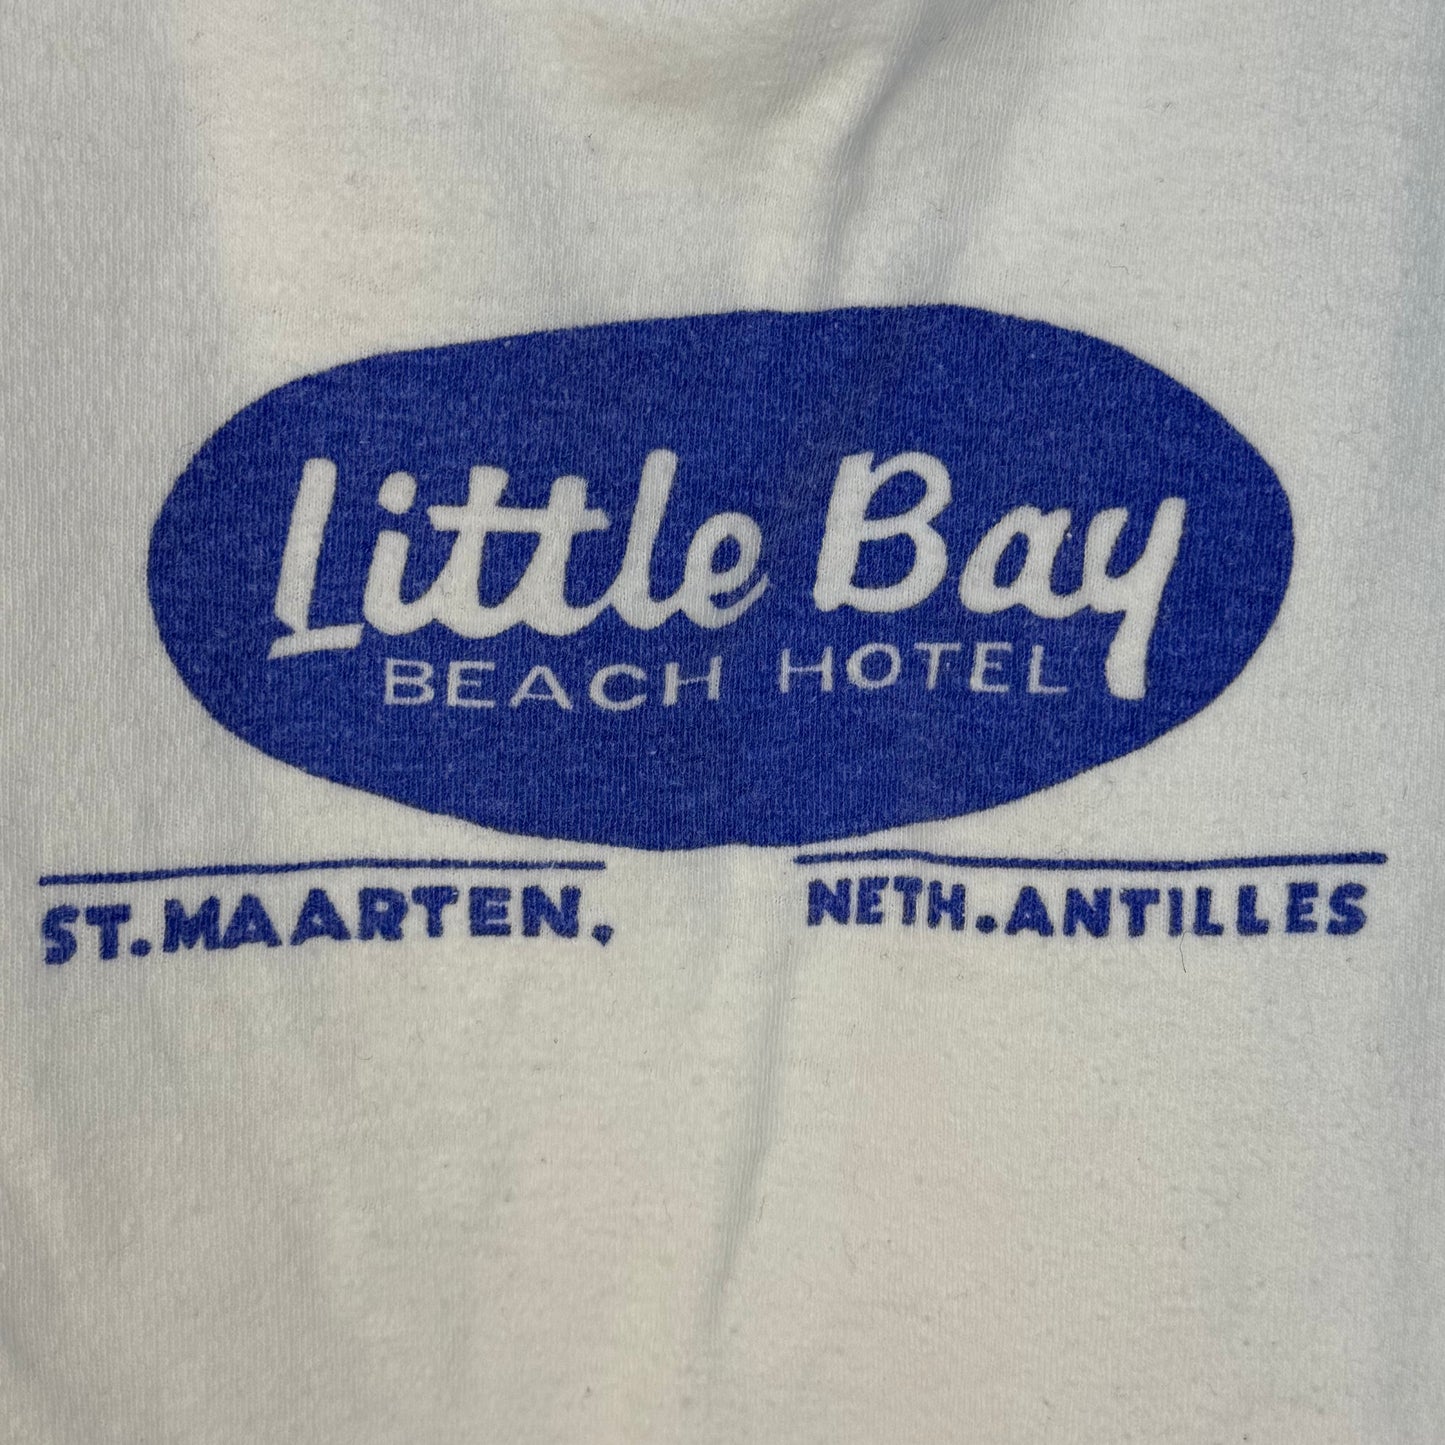 Little Bay
BEACH HOTEL
ST. MAARTEN, NETH. ANTILLES